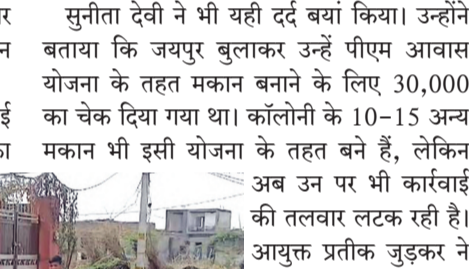 सुनीता देवी ने भी यही दर्द बयां किया। उन्होंने
बताया कि जयपुर बुलाकर उन्हें पीएम आवास
योजना के तहत मकान बनाने के लिए 30,000
का चेक दिया गया था। कॉलोनी के 10-15 अन्य
मकान भी इसी योजना के तहत बने हैं, लेकिन
अब उन पर भी कार्रवाई
की तलवार लटक रही है।
आयुक्त प्रतीक जुड़कर ने